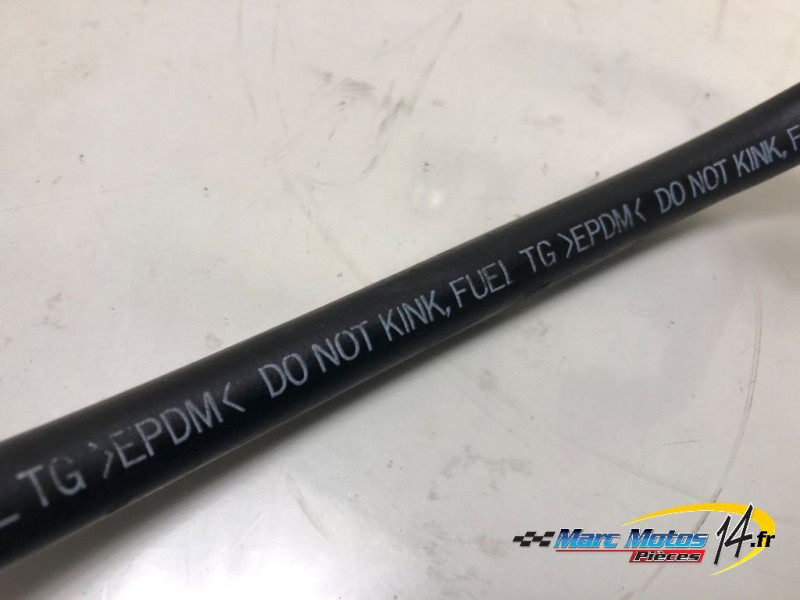 TG >EPDM< DO NOT KINK, FUEL TG >EPDM< DO NOT KINK, F
Marc Motos 14.fr
Pièces